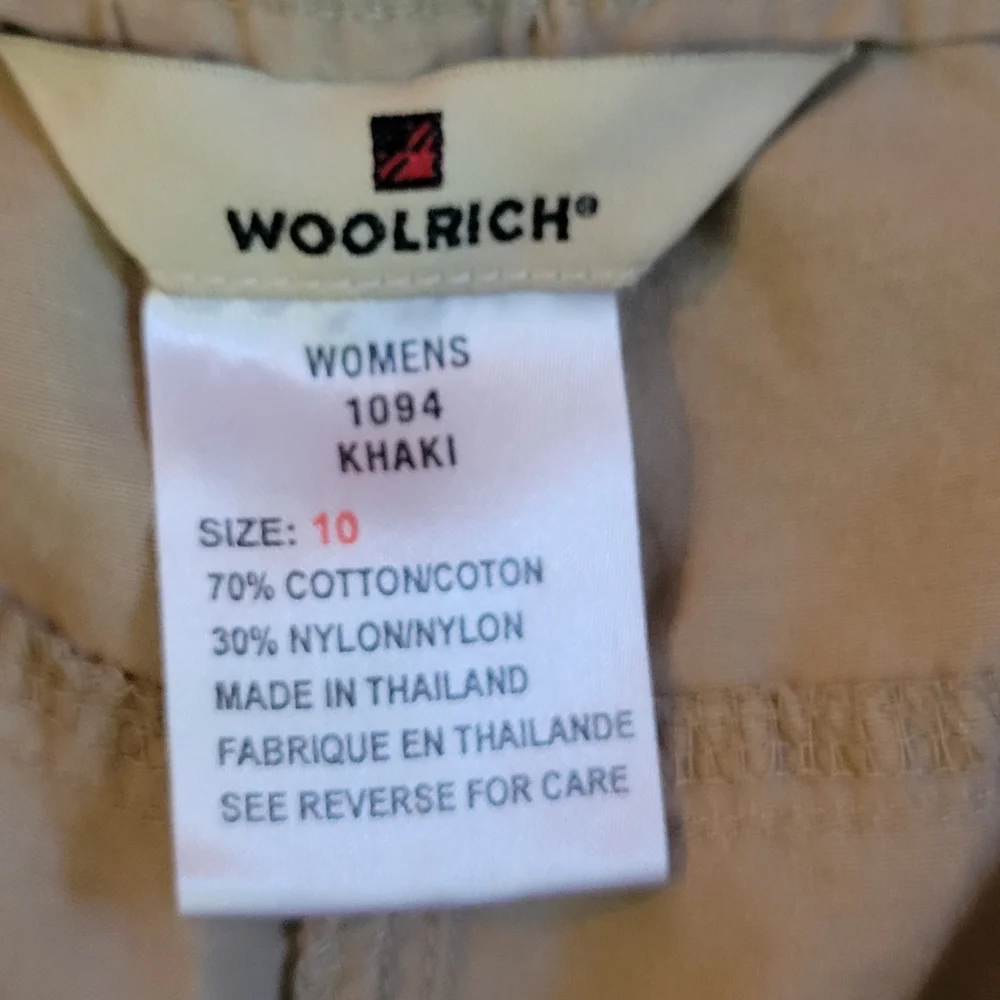 WOOLRICH®
WOMENS
1094
KHAKI
SIZE: 10
70% COTTON/COTON
30% NYLON/NYLON
MADE IN THAILAND
FABRIQUE EN THAILANDE
SEE REVERSE FOR CARE